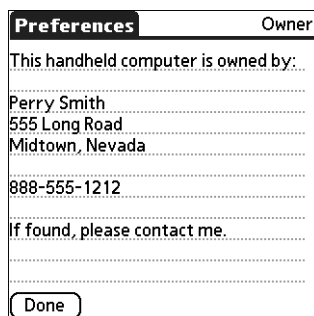 Preferences
Owner
This handheld computer is owned by:
Perry Smith
555 Long Road
Midtown, Nevada
888-555-1212
If found, please contact me.
Done